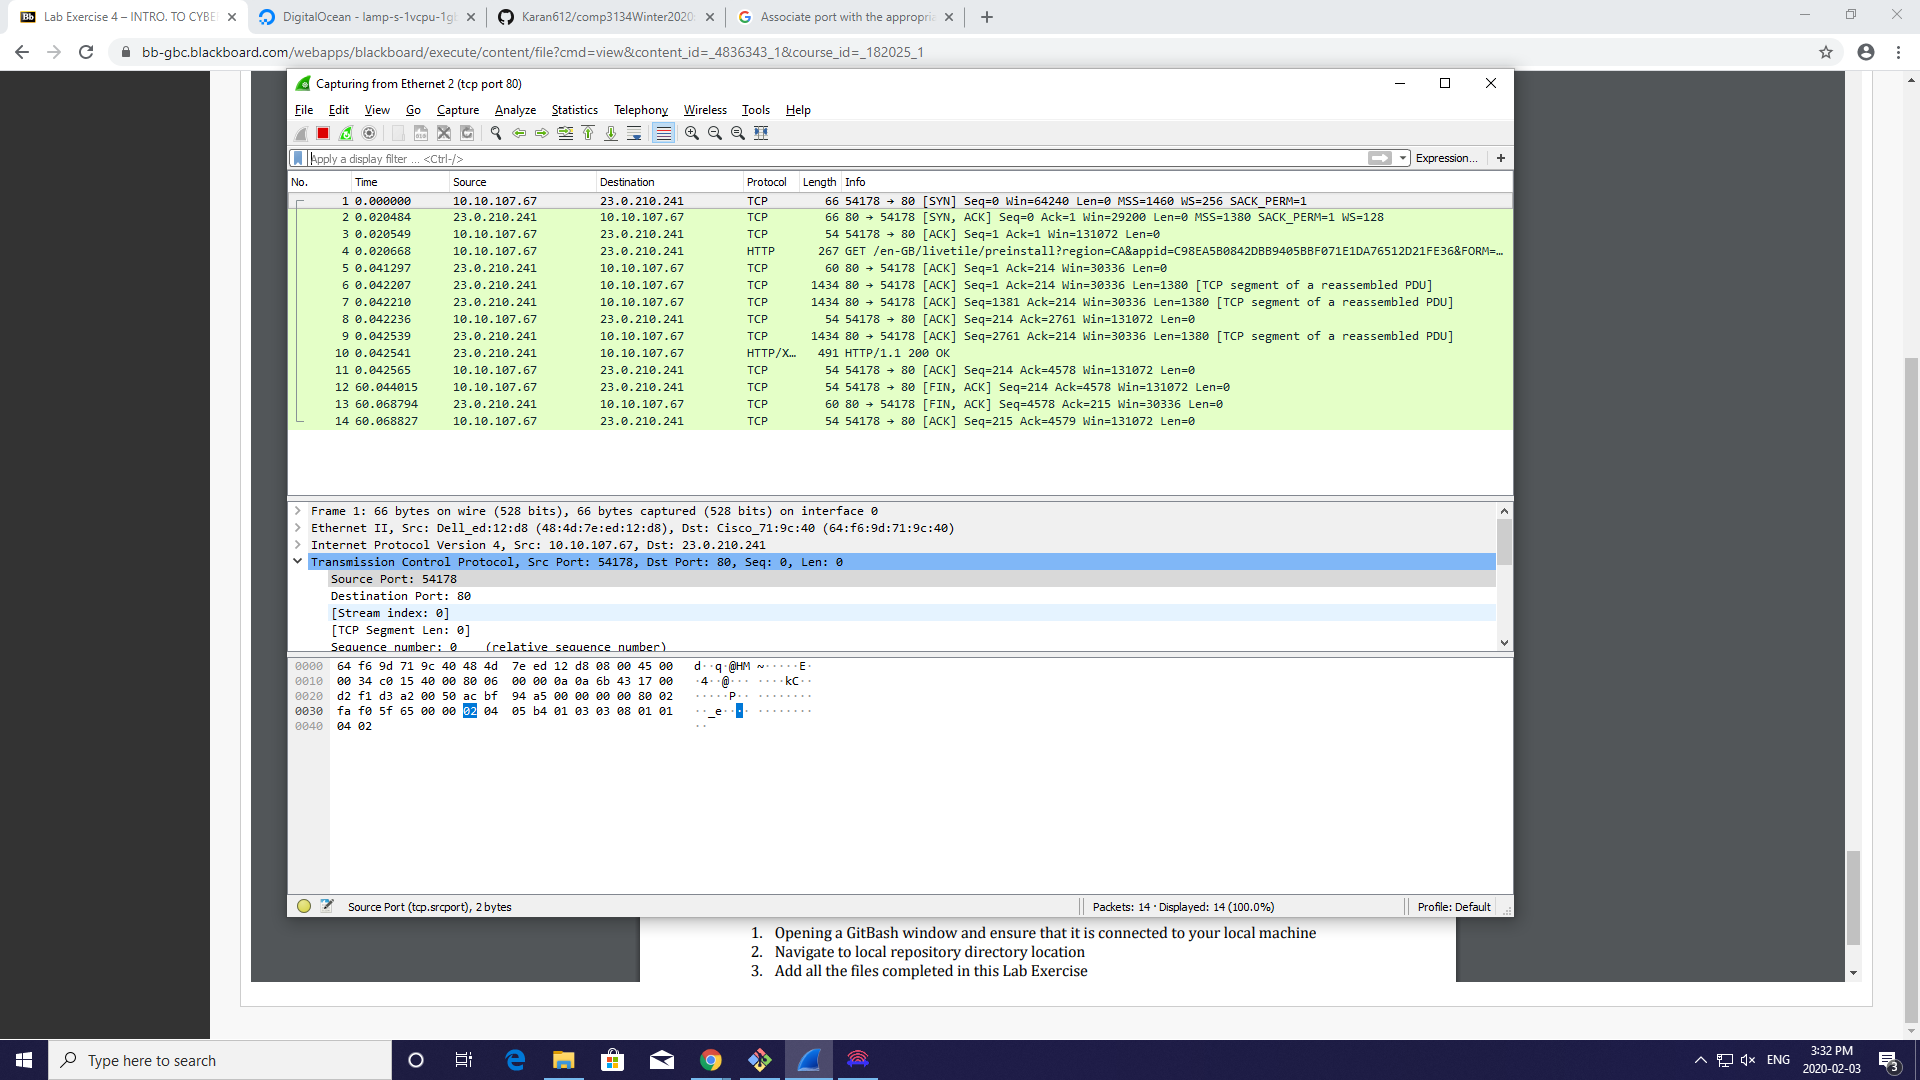 Lab Exercise 4 – INTRO. TO CYBE
DigitalOcean - lamp-s-1vcpu-1g
Karan612/comp3134Winter2020
Associate port with the appropri
bb-gbc.blackboard.com/webapps/blackboard/execute/content/file?cmd=view&content_id=_4836343_1&course_id=_182025_1
Capturing from Ethernet 2 (tcp port 80)
File Edit View Go Capture Analyze Statistics Telephony Wireless Tools Help
Apply a display filter ... <Ctrl-/> Expression... +
No. Time Source Destination Protocol Length Info
1 0.000000 10.10.107.67 23.0.210.241 TCP 66 54178 → 80 [SYN] Seq=0 Win=64240 Len=0 MSS=1460 WS=256 SACK_PERM=1
2 0.020484 23.0.210.241 10.10.107.67 TCP 66 80 → 54178 [SYN, ACK] Seq=0 Ack=1 Win=29200 Len=0 MSS=1380 SACK_PERM=1 WS=128
3 0.020549 10.10.107.67 23.0.210.241 TCP 54 54178 → 80 [ACK] Seq=1 Ack=1 Win=131072 Len=0
4 0.020668 10.10.107.67 23.0.210.241 HTTP 267 GET /en-GB/livetile/preinstall?region=CA&appid=C98EA5B0842DBB9405BBF071E1DA76512D21FE36&FORM=…
5 0.041297 23.0.210.241 10.10.107.67 TCP 60 80 → 54178 [ACK] Seq=1 Ack=214 Win=30336 Len=0
6 0.042207 23.0.210.241 10.10.107.67 TCP 1434 80 → 54178 [ACK] Seq=1 Ack=214 Win=30336 Len=1380 [TCP segment of a reassembled PDU]
7 0.042210 23.0.210.241 10.10.107.67 TCP 1434 80 → 54178 [ACK] Seq=1381 Ack=214 Win=30336 Len=1380 [TCP segment of a reassembled PDU]
8 0.042236 10.10.107.67 23.0.210.241 TCP 54 54178 → 80 [ACK] Seq=214 Ack=2761 Win=131072 Len=0
9 0.042539 23.0.210.241 10.10.107.67 TCP 1434 80 → 54178 [ACK] Seq=2761 Ack=214 Win=30336 Len=1380 [TCP segment of a reassembled PDU]
10 0.042541 23.0.210.241 10.10.107.67 HTTP/X… 491 HTTP/1.1 200 OK
11 0.042565 10.10.107.67 23.0.210.241 TCP 54 54178 → 80 [ACK] Seq=214 Ack=4578 Win=131072 Len=0
12 60.044015 10.10.107.67 23.0.210.241 TCP 54 54178 → 80 [FIN, ACK] Seq=214 Ack=4578 Win=131072 Len=0
13 60.068794 23.0.210.241 10.10.107.67 TCP 60 80 → 54178 [FIN, ACK] Seq=4578 Ack=215 Win=30336 Len=0
14 60.068827 10.10.107.67 23.0.210.241 TCP 54 54178 → 80 [ACK] Seq=215 Ack=4579 Win=131072 Len=0
Frame 1: 66 bytes on wire (528 bits), 66 bytes captured (528 bits) on interface 0
Ethernet II, Src: Dell_ed:12:d8 (48:4d:7e:ed:12:d8), Dst: Cisco_71:9c:40 (64:f6:9d:71:9c:40)
Internet Protocol Version 4, Src: 10.10.107.67, Dst: 23.0.210.241
Transmission Control Protocol, Src Port: 54178, Dst Port: 80, Seq: 0, Len: 0
Source Port: 54178
Destination Port: 80
[Stream index: 0]
[TCP Segment Len: 0]
Sequence number: 0 (relative sequence number)
0000 64 f6 9d 71 9c 40 48 4d 7e ed 12 d8 08 00 45 00 d··q·@HM ~·····E·
0010 00 34 c0 15 40 00 80 06 00 00 0a 0a 6b 43 17 00 ·4··@··· ····kC··
0020 d2 f1 d3 a2 00 50 ac bf 94 a5 00 00 00 00 80 02 ·····P·· ········
0030 fa f0 5f 65 00 00 02 04 05 b4 01 03 03 08 01 01 ··_e···· ········
0040 04 02 ··
Source Port (tcp.srcport), 2 bytes Packets: 14 · Displayed: 14 (100.0%) Profile: Default
1. Opening a GitBash window and ensure that it is connected to your local machine
2. Navigate to local repository directory location
3. Add all the files completed in this Lab Exercise
Type here to search
ENG
3:32 PM
2020-02-03
3